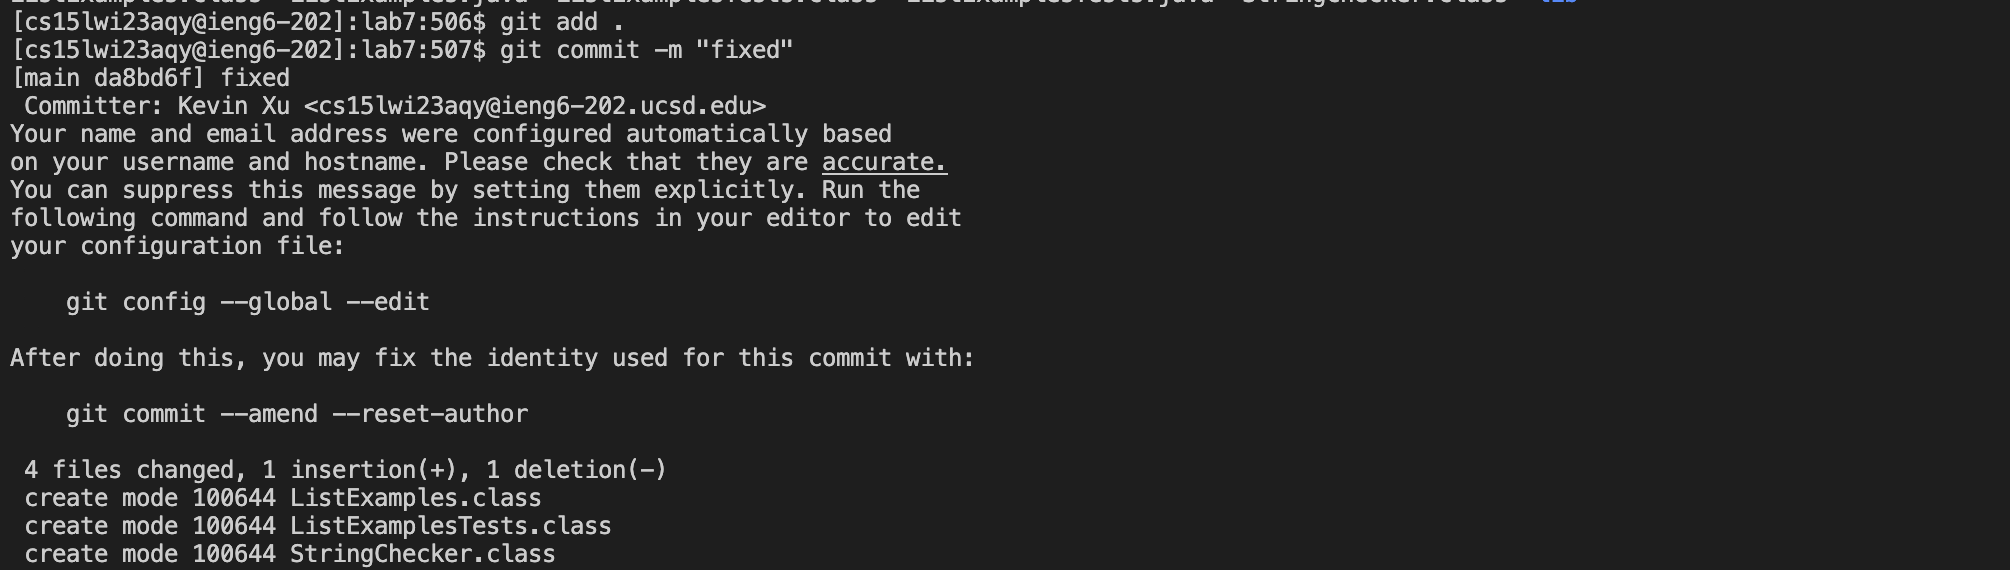 [cs15lwi23aqy@ieng6-202]:lab7:506$ git add .
[cs15lwi23aqy@ieng6-202]:lab7:507$ git commit -m "fixed"
[main da8bd6f] fixed
 Committer: Kevin Xu <cs15lwi23aqy@ieng6-202.ucsd.edu>
Your name and email address were configured automatically based
on your username and hostname. Please check that they are accurate.
You can suppress this message by setting them explicitly. Run the
following command and follow the instructions in your editor to edit
your configuration file:

    git config --global --edit

After doing this, you may fix the identity used for this commit with:

    git commit --amend --reset-author

 4 files changed, 1 insertion(+), 1 deletion(-)
 create mode 100644 ListExamples.class
 create mode 100644 ListExamplesTests.class
 create mode 100644 StringChecker.class